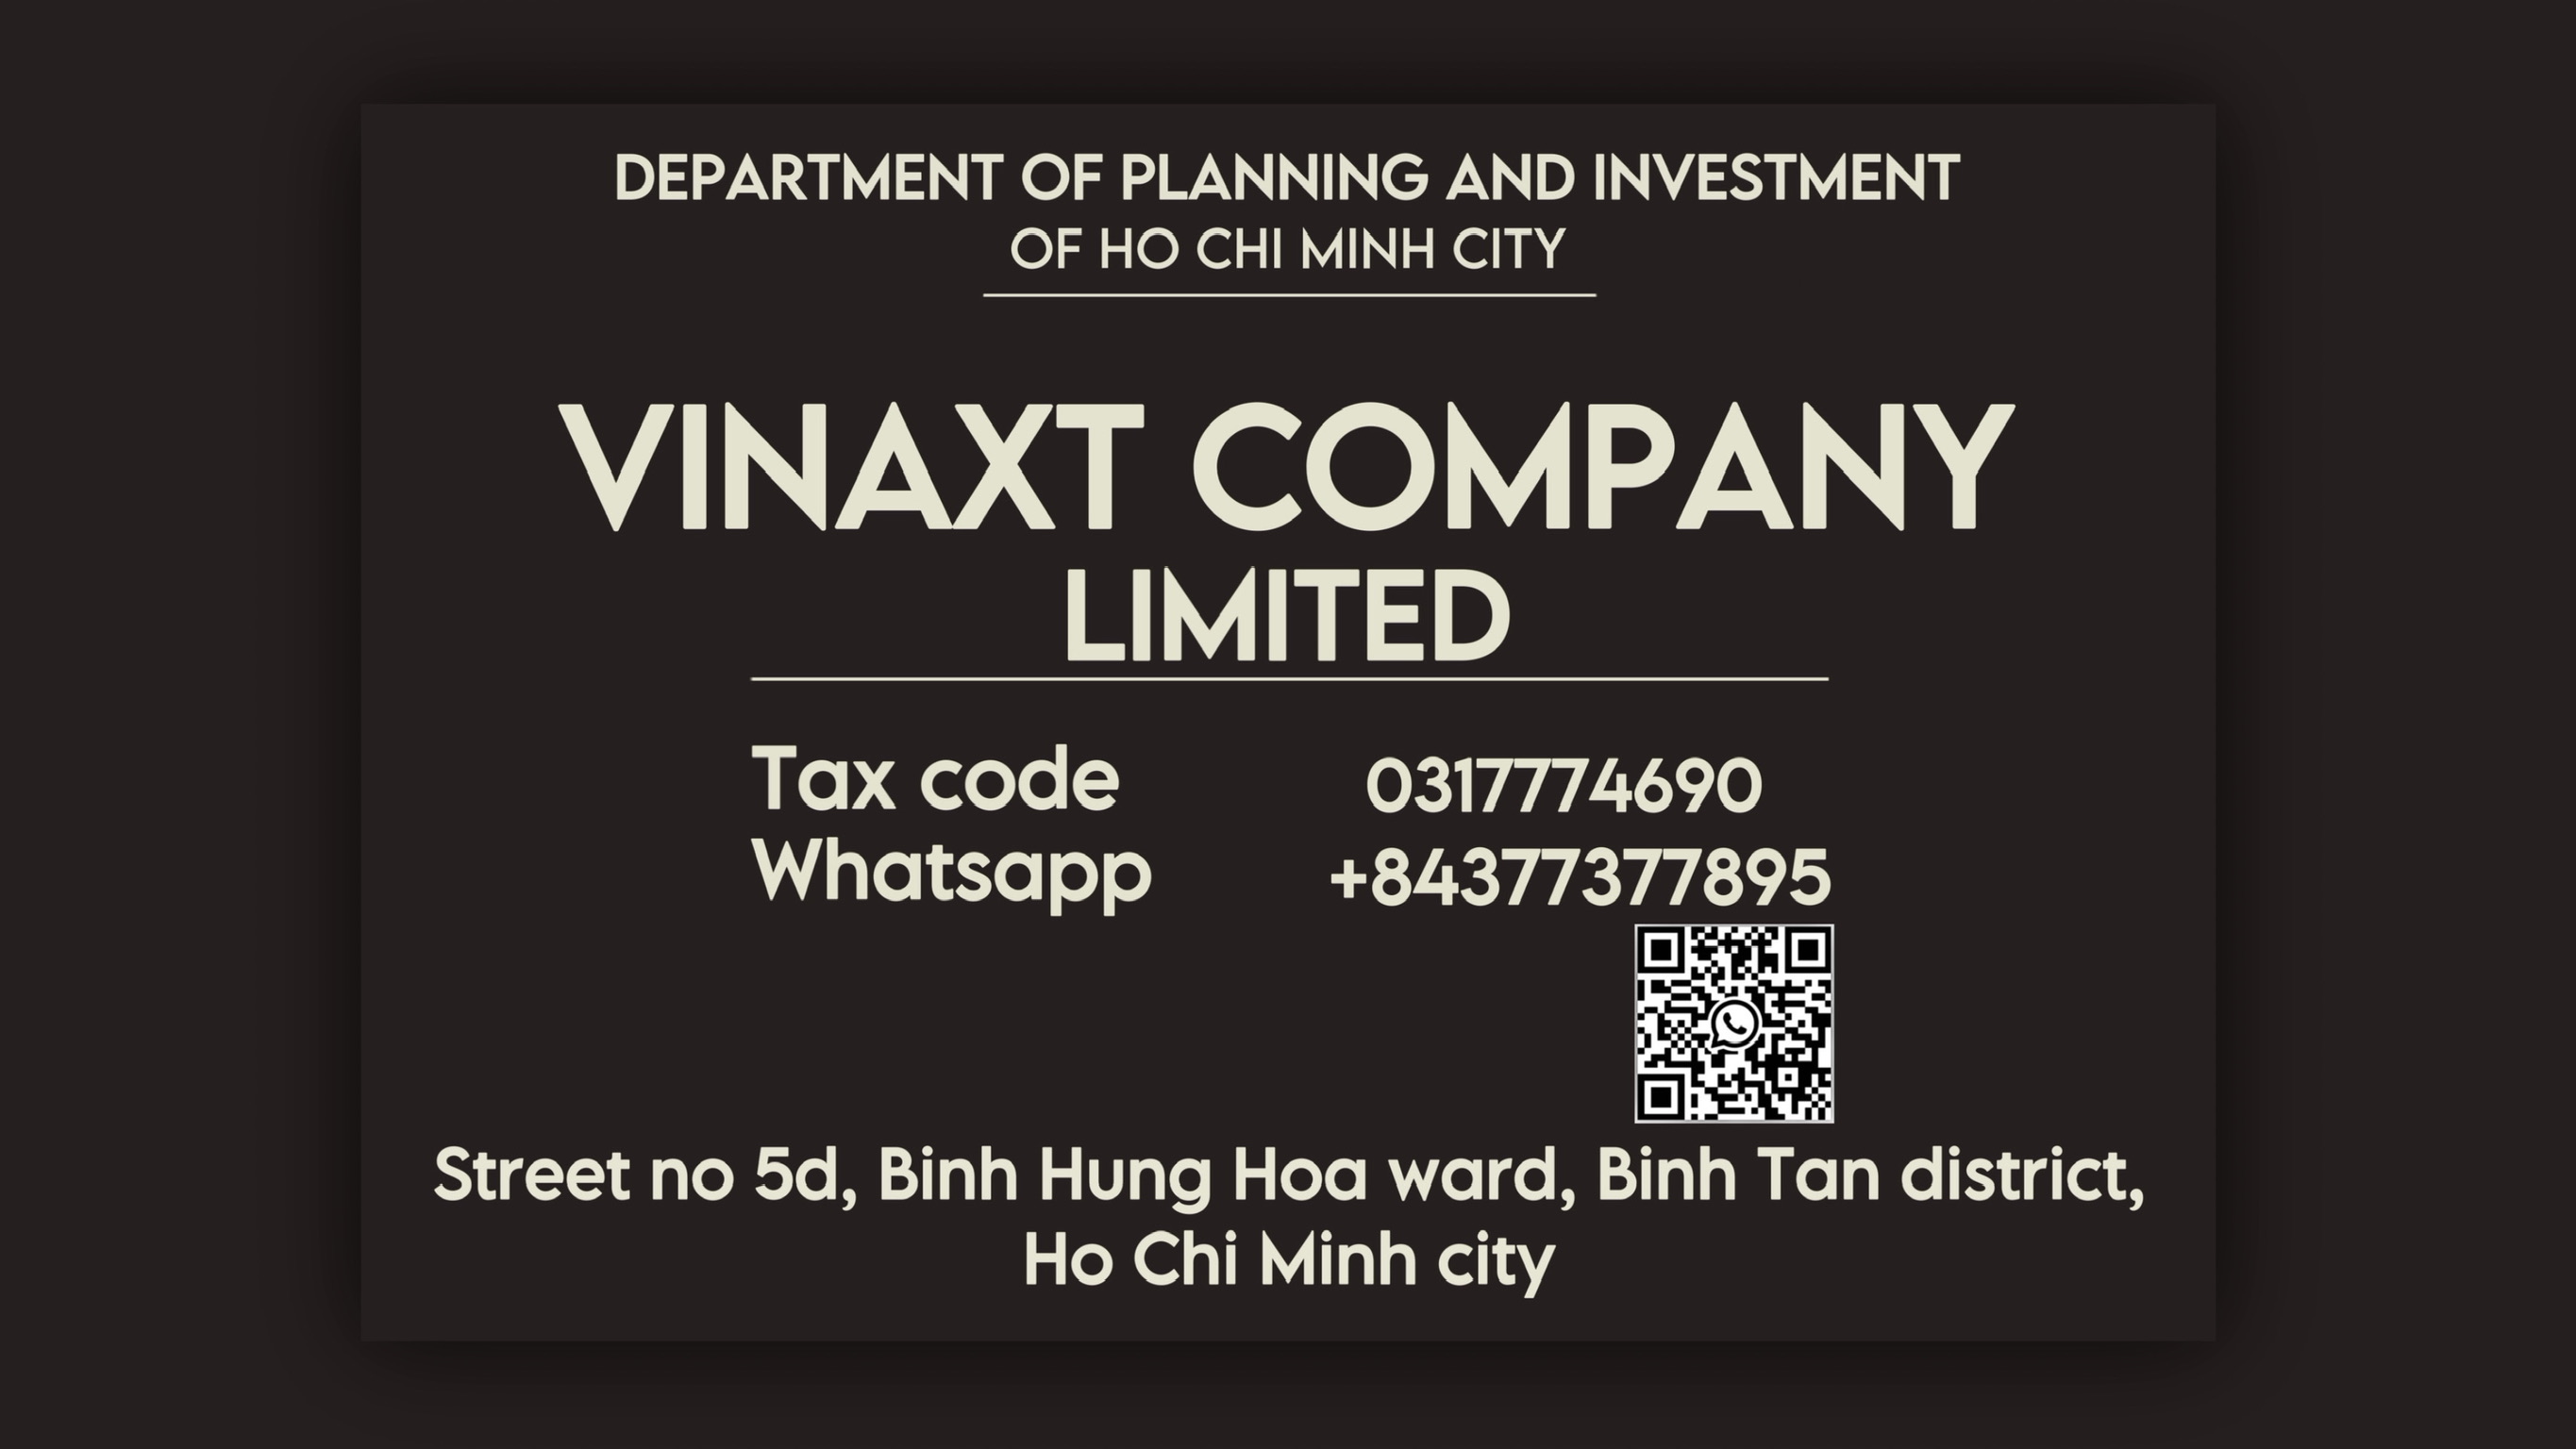 DEPARTMENT OF PLANNING AND INVESTMENT
OF HO CHI MINH CITY
VINAXT COMPANY
LIMITED
Tax code 0317774690
Whatsapp +84377377895
Street no 5d, Binh Hung Hoa ward, Binh Tan district,
Ho Chi Minh city